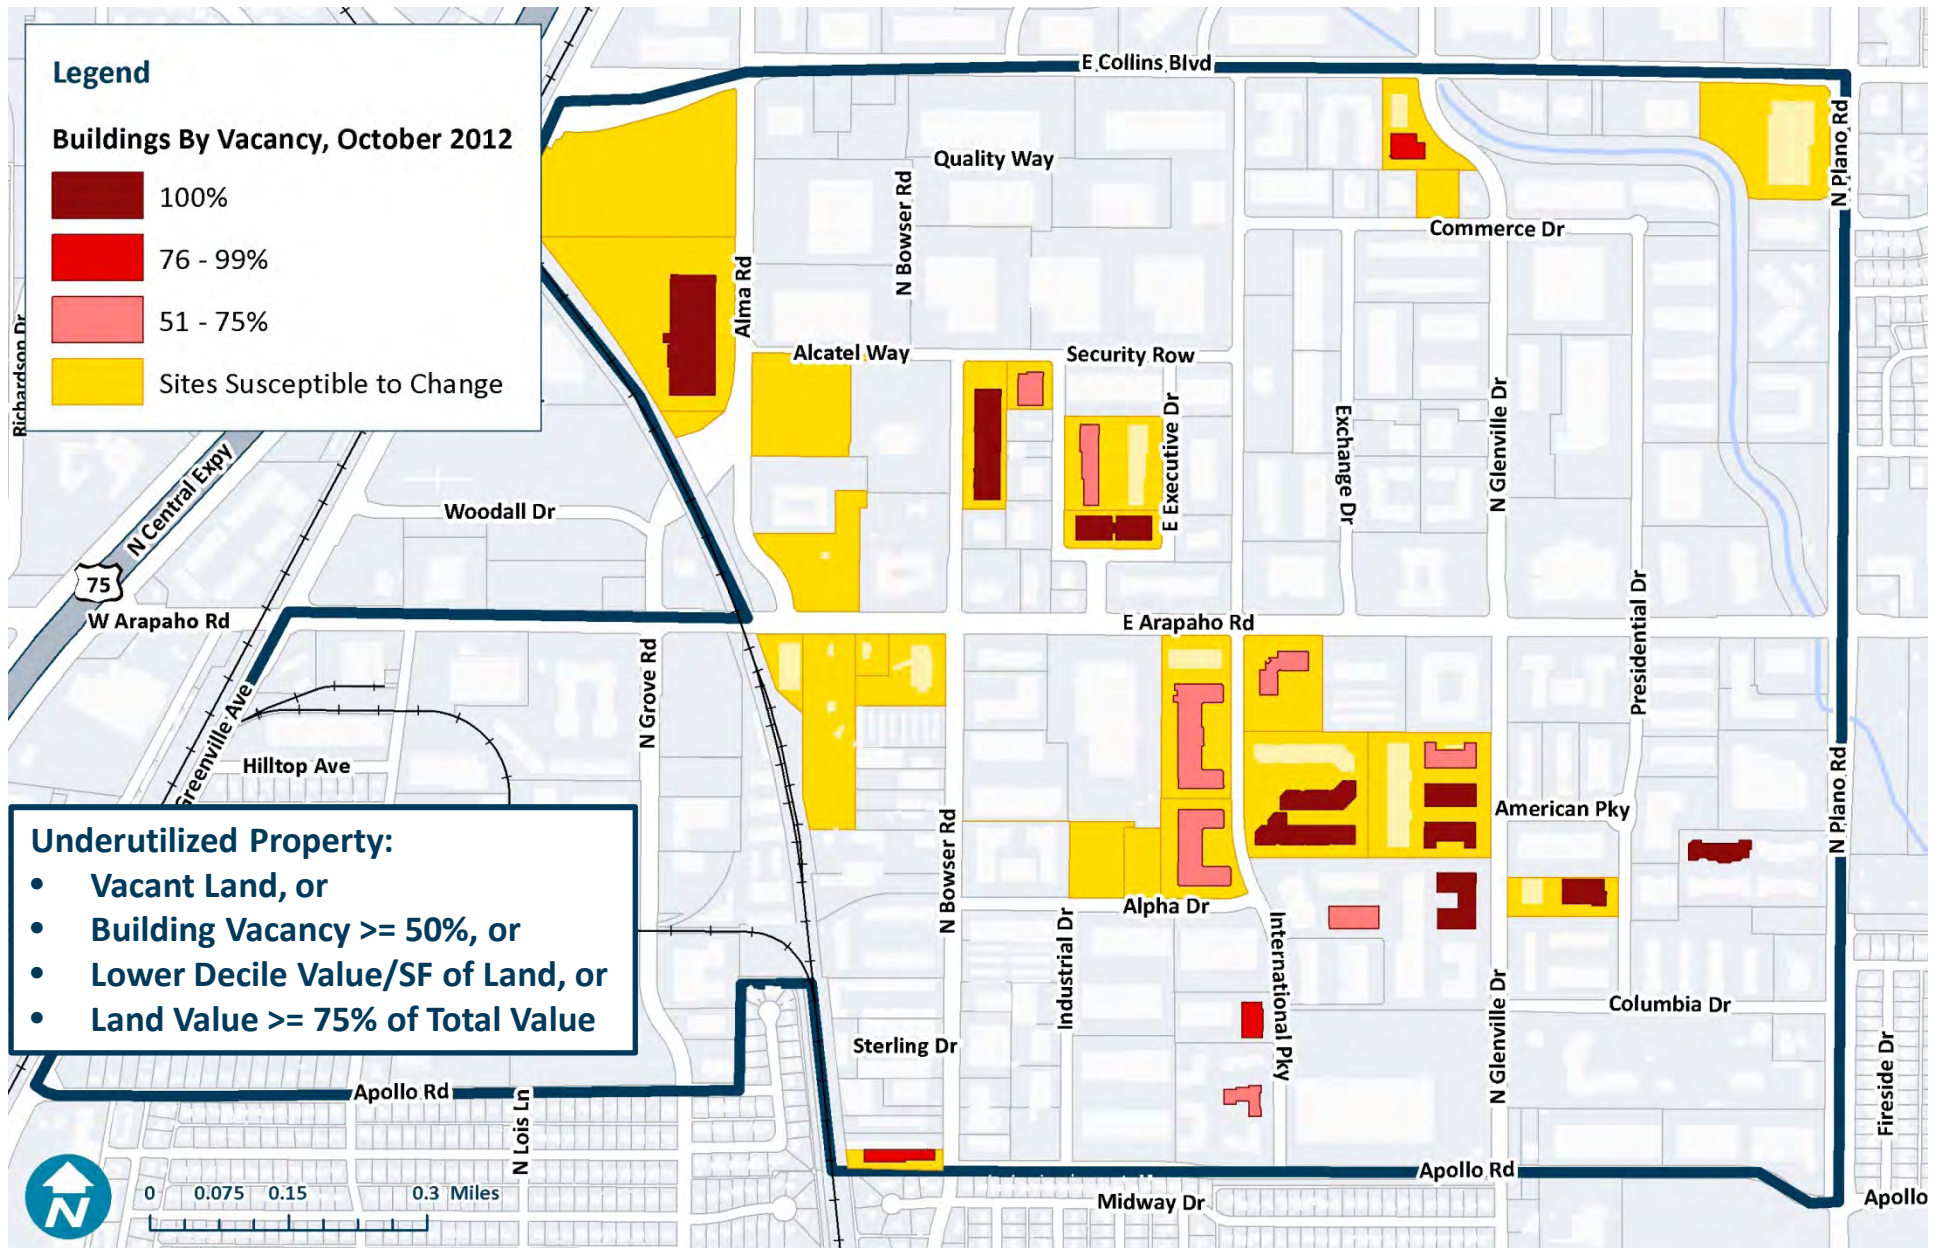 Legend
Buildings By Vacancy, October 2012
100%
76 - 99%
51 - 75%
Sites Susceptible to Change
E Collins Blvd
Quality Way
N Bowser Rd
N Plano Rd
Commerce Dr
Alma Rd
Alcatel Way
Security Row
Richardson Dr
N Central Expy
75
Woodall Dr
E Executive Dr
Exchange Dr
N Glenville Dr
W Arapaho Rd
E Arapaho Rd
Presidential Dr
N Grove Rd
Greenville Ave
Hilltop Ave
N Bowser Rd
American Pky
N Plano Rd
Underutilized Property:
• Vacant Land, or
• Building Vacancy >= 50%, or
• Lower Decile Value/SF of Land, or
• Land Value >= 75% of Total Value
Alpha Dr
Industrial Dr
International Pky
N Glenville Dr
Columbia Dr
Sterling Dr
Fireside Dr
Apollo Rd
N Lois Ln
Apollo Rd
Midway Dr
Apollo
N
0 0.075 0.15 0.3 Miles